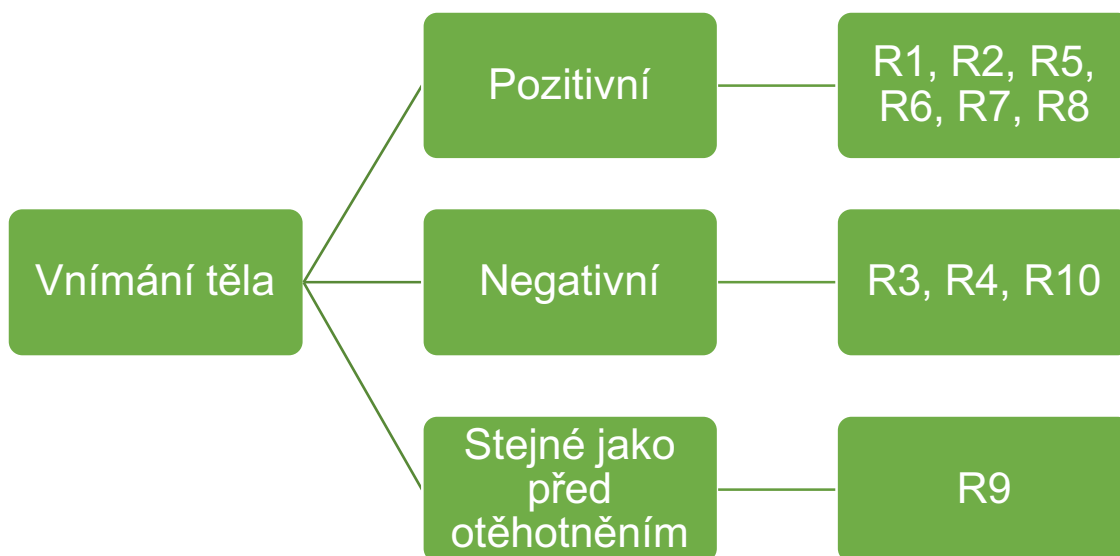 Vnímání těla
Pozitivní
R1, R2, R5,
R6, R7, R8
Negativní
R3, R4, R10
Stejné jako
před
otěhotněním
R9